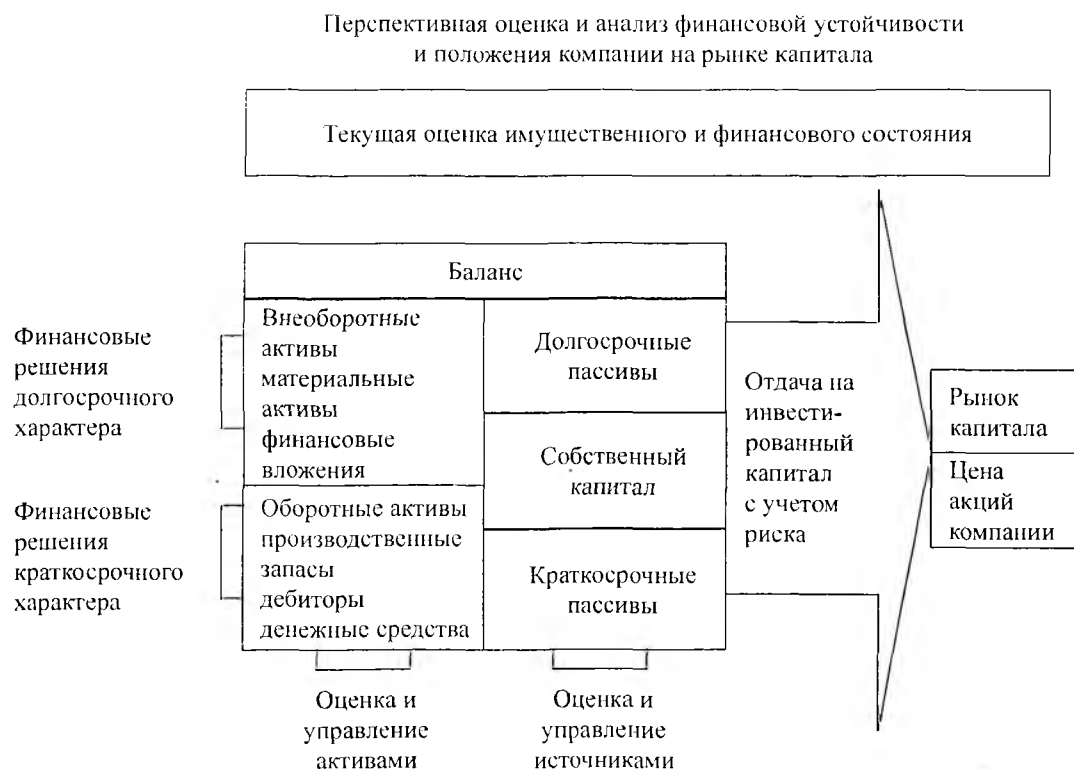 Перспективная оценка и анализ финансовой устойчивости
и положения компании на рынке капитала
Текущая оценка имущественного и финансового состояния
Баланс
Финансовые
решения
долгосрочного
характера
Внеоборотные
активы
материальные
активы
финансовые
вложения
Долгосрочные
пассивы
Собственный
капитал
Финансовые
решения
краткосрочного
характера
Оборотные активы
производственные
запасы
дебиторы
денежные средства
Краткосрочные
пассивы
Отдача на
инвести-
рованный
капитал
с учетом
риска
Рынок
капитала
Цена
акций
компании
Оценка и
управление
активами
Оценка и
управление
источниками